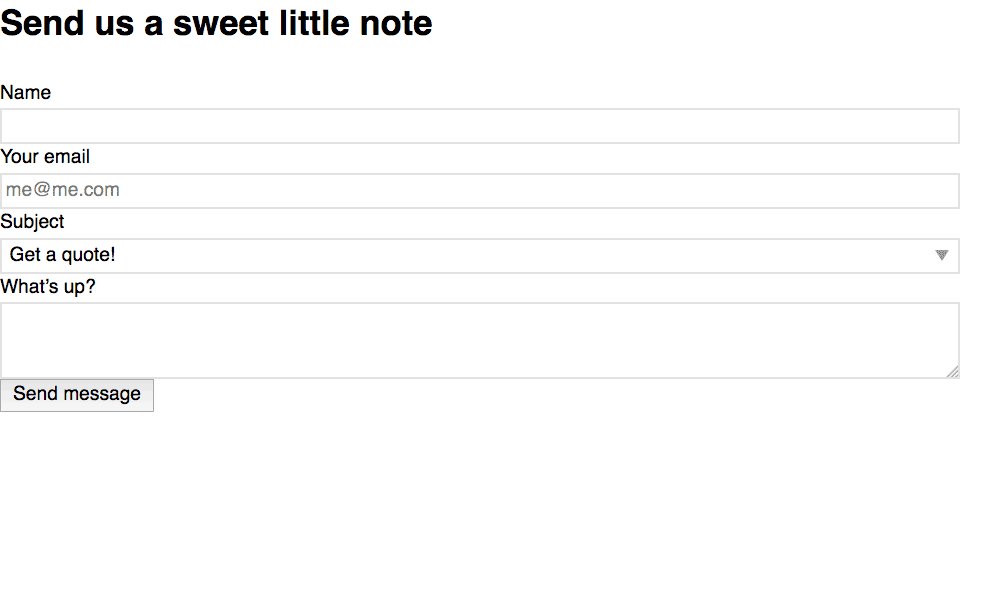 Send us a sweet little note
Name
Your email
me@me.com
Subject
Get a quote!
What’s up?
Send message